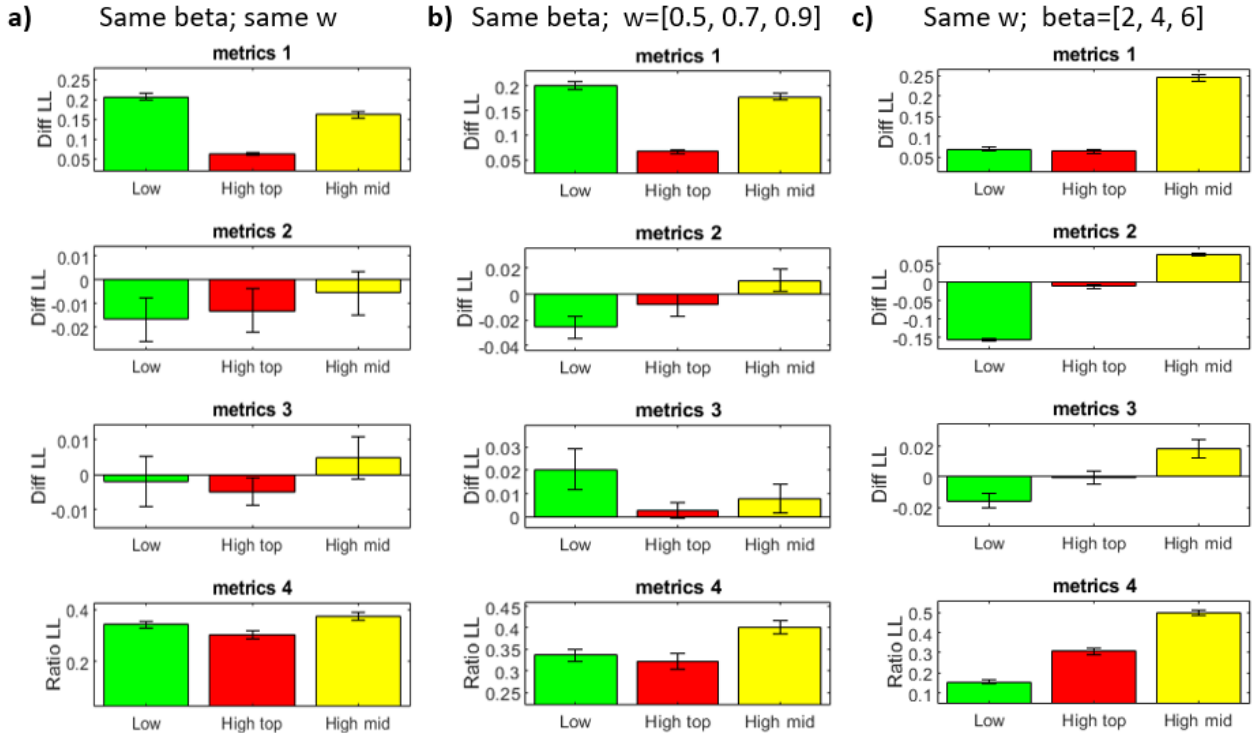 a) Same beta; same w
metrics 1
Diff LL
0.25
0.2
0.15
0.1
0.05
Low High top High mid
metrics 2
Diff LL
0.01
0
-0.01
-0.02
Low High top High mid
metrics 3
Diff LL
0.01
0
-0.01
Low High top High mid
metrics 4
Ratio LL
0.4
0.2
Low High top High mid
b) Same beta; w=[0.5, 0.7, 0.9]
metrics 1
Diff LL
0.2
0.15
0.1
0.05
Low High top High mid
metrics 2
Diff LL
0.02
0
-0.02
-0.04
Low High top High mid
metrics 3
Diff LL
0.03
0.02
0.01
0
Low High top High mid
metrics 4
Ratio LL
0.45
0.4
0.35
0.3
0.25
Low High top High mid
c) Same w; beta=[2, 4, 6]
metrics 1
Diff LL
0.25
0.2
0.15
0.1
0.05
Low High top High mid
metrics 2
Diff LL
0.05
0
-0.05
-0.1
-0.15
Low High top High mid
metrics 3
Diff LL
0.02
0
-0.02
Low High top High mid
metrics 4
Ratio LL
0.5
0.4
0.3
0.2
0.1
Low High top High mid